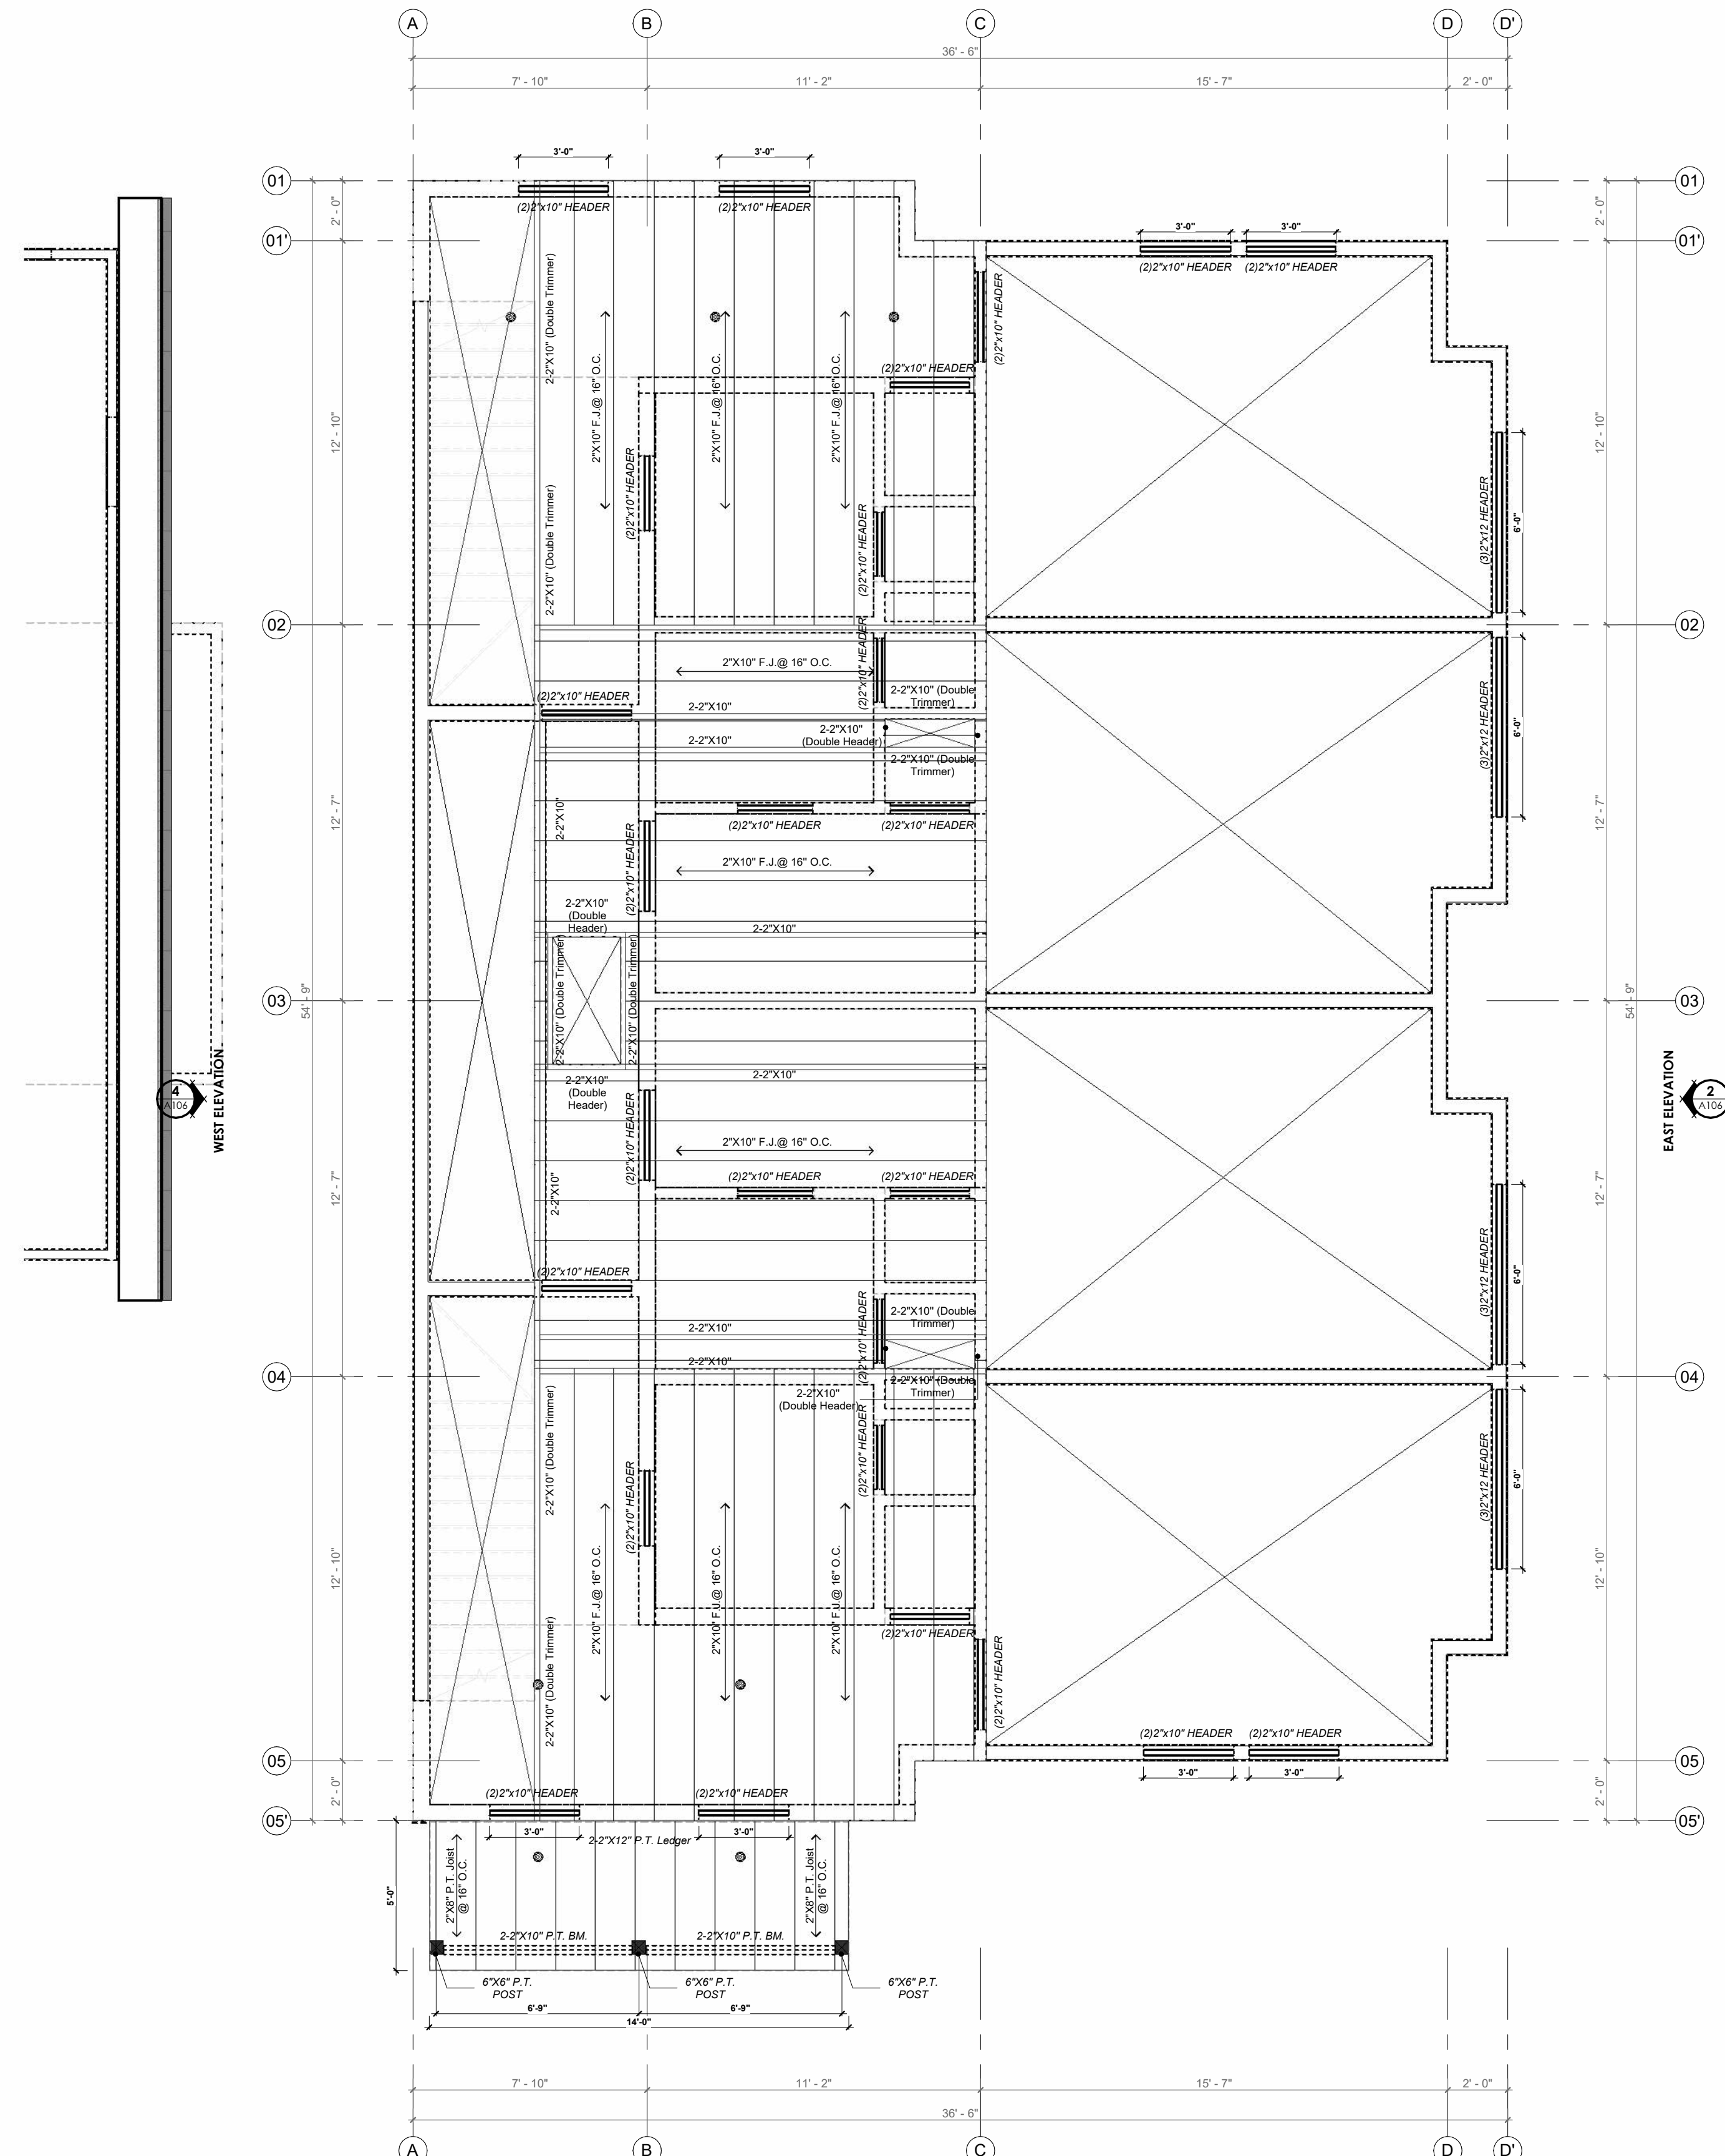 A B C D D'
36' - 6"
7' - 10" 11' - 2" 15' - 7" 2' - 0"
3'-0" 3'-0"
01 01
2' - 0" 2' - 0"
(2)2"x10" HEADER (2)2"x10" HEADER
3'-0" 3'-0"
01' 01'
(2)2"x10" HEADER (2)2"x10" HEADER
2-2"X10" (Double Trimmer)
(2)2"x10" HEADER
(2)2"x10" HEADER
2"X10" F.J.@ 16" O.C.
2"X10" F.J.@ 16" O.C.
2"X10" F.J.@ 16" O.C.
12' - 10" 12' - 10"
(2)2"x10" HEADER
2-2"X10" (Double Trimmer)
(2)2"x10" HEADER
(3)2"x12 HEADER
6'-0"
02 02
(2)2"x10" HEADER
2"X10" F.J.@ 16" O.C.
(2)2"x10" HEADER
2-2"X10" (Double
Trimmer)
2-2"X10"
2-2"X10"
(Double Header)
2-2"X10"
2-2"X10" (Double
Trimmer)
(3)2"x12 HEADER
6'-0"
12' - 7" 12' - 7"
2-2"X10"
(2)2"x10" HEADER (2)2"x10" HEADER
(2)2"x10" HEADER
2"X10" F.J.@ 16" O.C.
2-2"X10"
(Double
Header)
2-2"X10"
2-2"X10" (Double Trimmer)
2-2"X10" (Double Trimmer)
03 03
54' - 9" 54' - 9"
2-2"X10"
(Double
Header)
2-2"X10"
4
A106
WEST ELEVATION
EAST ELEVATION
2
A106
(2)2"x10" HEADER
2"X10" F.J.@ 16" O.C.
(2)2"x10" HEADER (2)2"x10" HEADER
12' - 7" 12' - 7"
2-2"X10"
(2)2"x10" HEADER
(3)2"x12 HEADER
6'-0"
2-2"X10" (Double
Trimmer)
2-2"X10"
(2)2"x10" HEADER
2-2"X10"
04 04
2-2"X10" (Double
Trimmer)
2-2"X10"
(Double Header)
2-2"X10" (Double Trimmer)
(2)2"x10" HEADER
(2)2"x10" HEADER
(3)2"x12 HEADER
6'-0"
12' - 10" 12' - 10"
2"X10" F.J.@ 16" O.C.
2"X10" F.J.@ 16" O.C.
2"X10" F.J.@ 16" O.C.
(2)2"x10" HEADER
2-2"X10" (Double Trimmer)
(2)2"x10" HEADER
(2)2"x10" HEADER (2)2"x10" HEADER
05 05
3'-0" 3'-0"
2' - 0" 2' - 0"
(2)2"x10" HEADER (2)2"x10" HEADER
05' 05'
3'-0" 3'-0"
2-2"X12" P.T. Ledger
2"X8" P.T. Joist
@ 16" O.C.
2"X8" P.T. Joist
@ 16" O.C.
5'-0"
2-2"X10" P.T. BM. 2-2"X10" P.T. BM.
6"X6" P.T.
POST
6"X6" P.T.
POST
6"X6" P.T.
POST
6'-9" 6'-9"
14'-0"
7' - 10" 11' - 2" 15' - 7" 2' - 0"
36' - 6"
A B C D D'